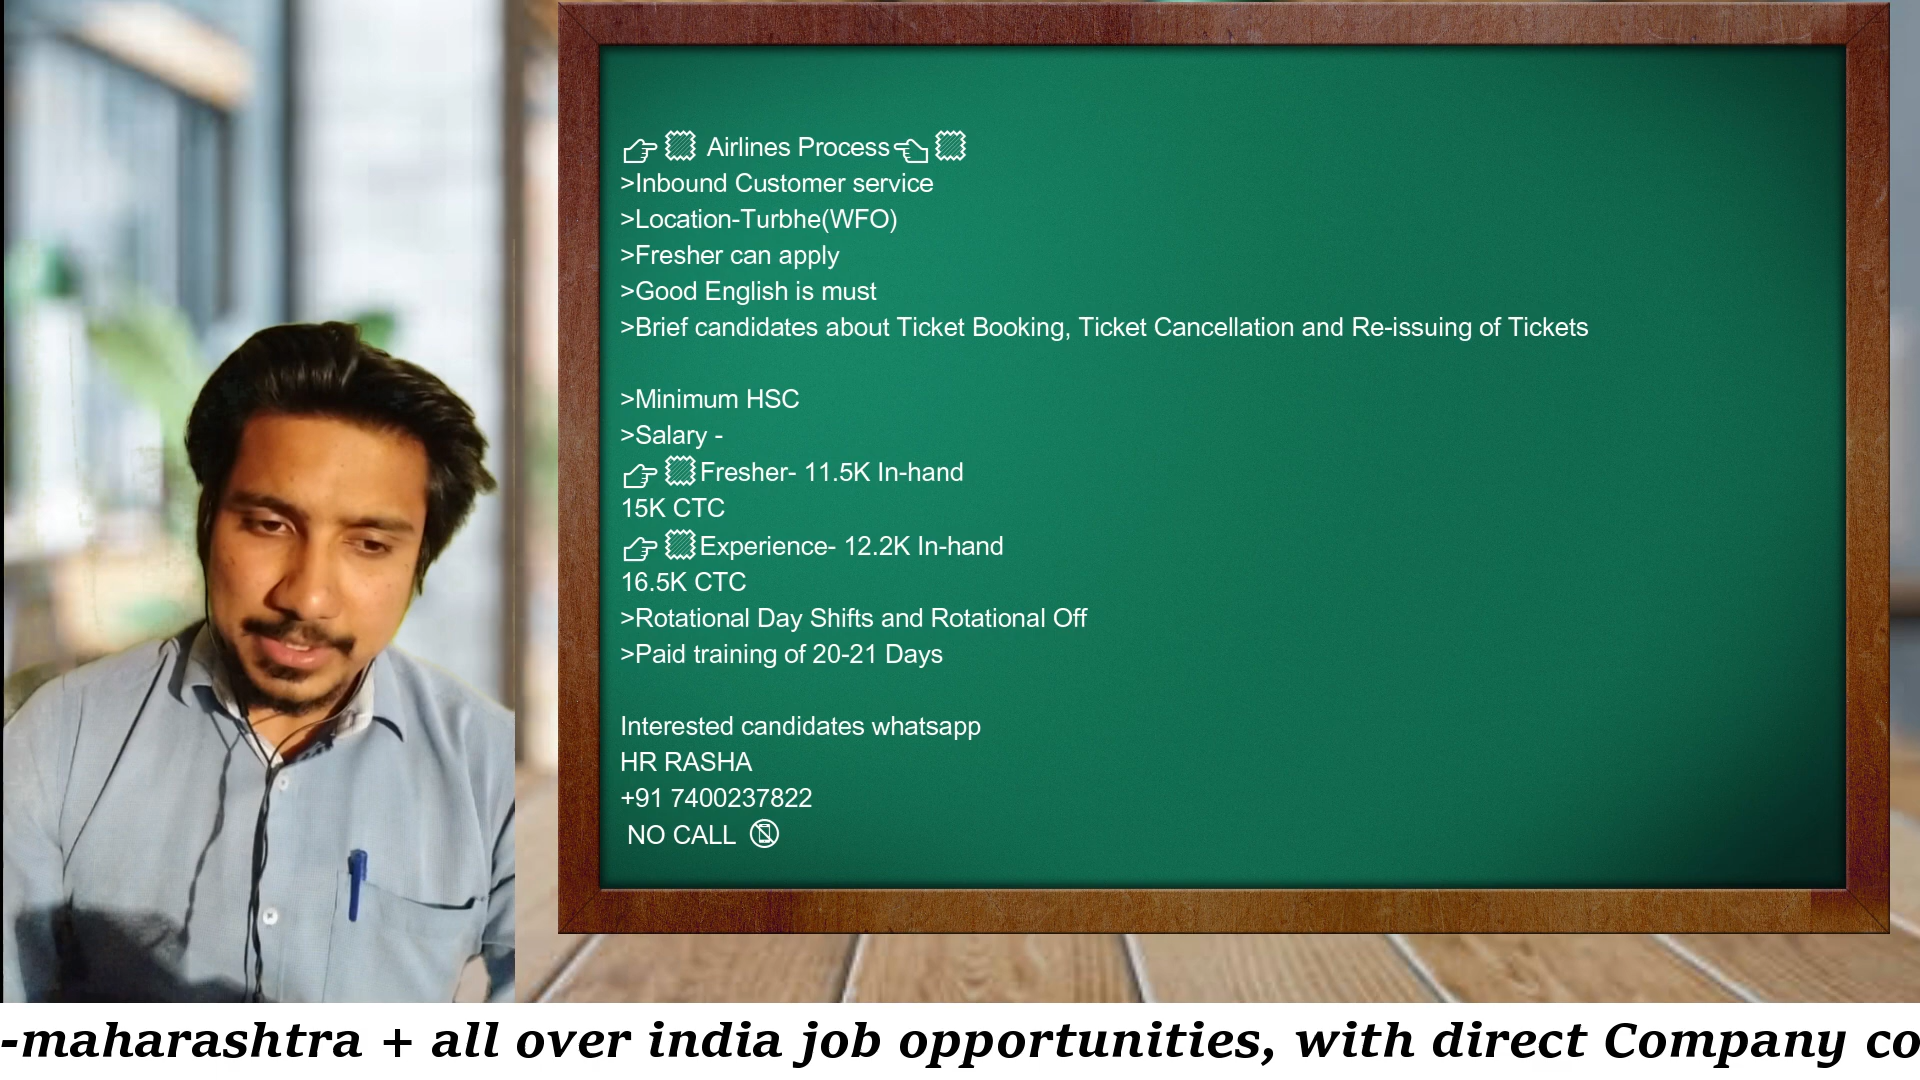 👉🏼 Airlines Process👈🏼
>Inbound Customer service
>Location-Turbhe(WFO)
>Fresher can apply
>Good English is must
>Brief candidates about Ticket Booking, Ticket Cancellation and Re-issuing of Tickets
>Minimum HSC
>Salary -
👉🏼Fresher- 11.5K In-hand
15K CTC
👉🏼Experience- 12.2K In-hand
16.5K CTC
>Rotational Day Shifts and Rotational Off
>Paid training of 20-21 Days
Interested candidates whatsapp
HR RASHA
+91 7400237822
NO CALL 📵
-maharashtra + all over india job opportunities, with direct Company co